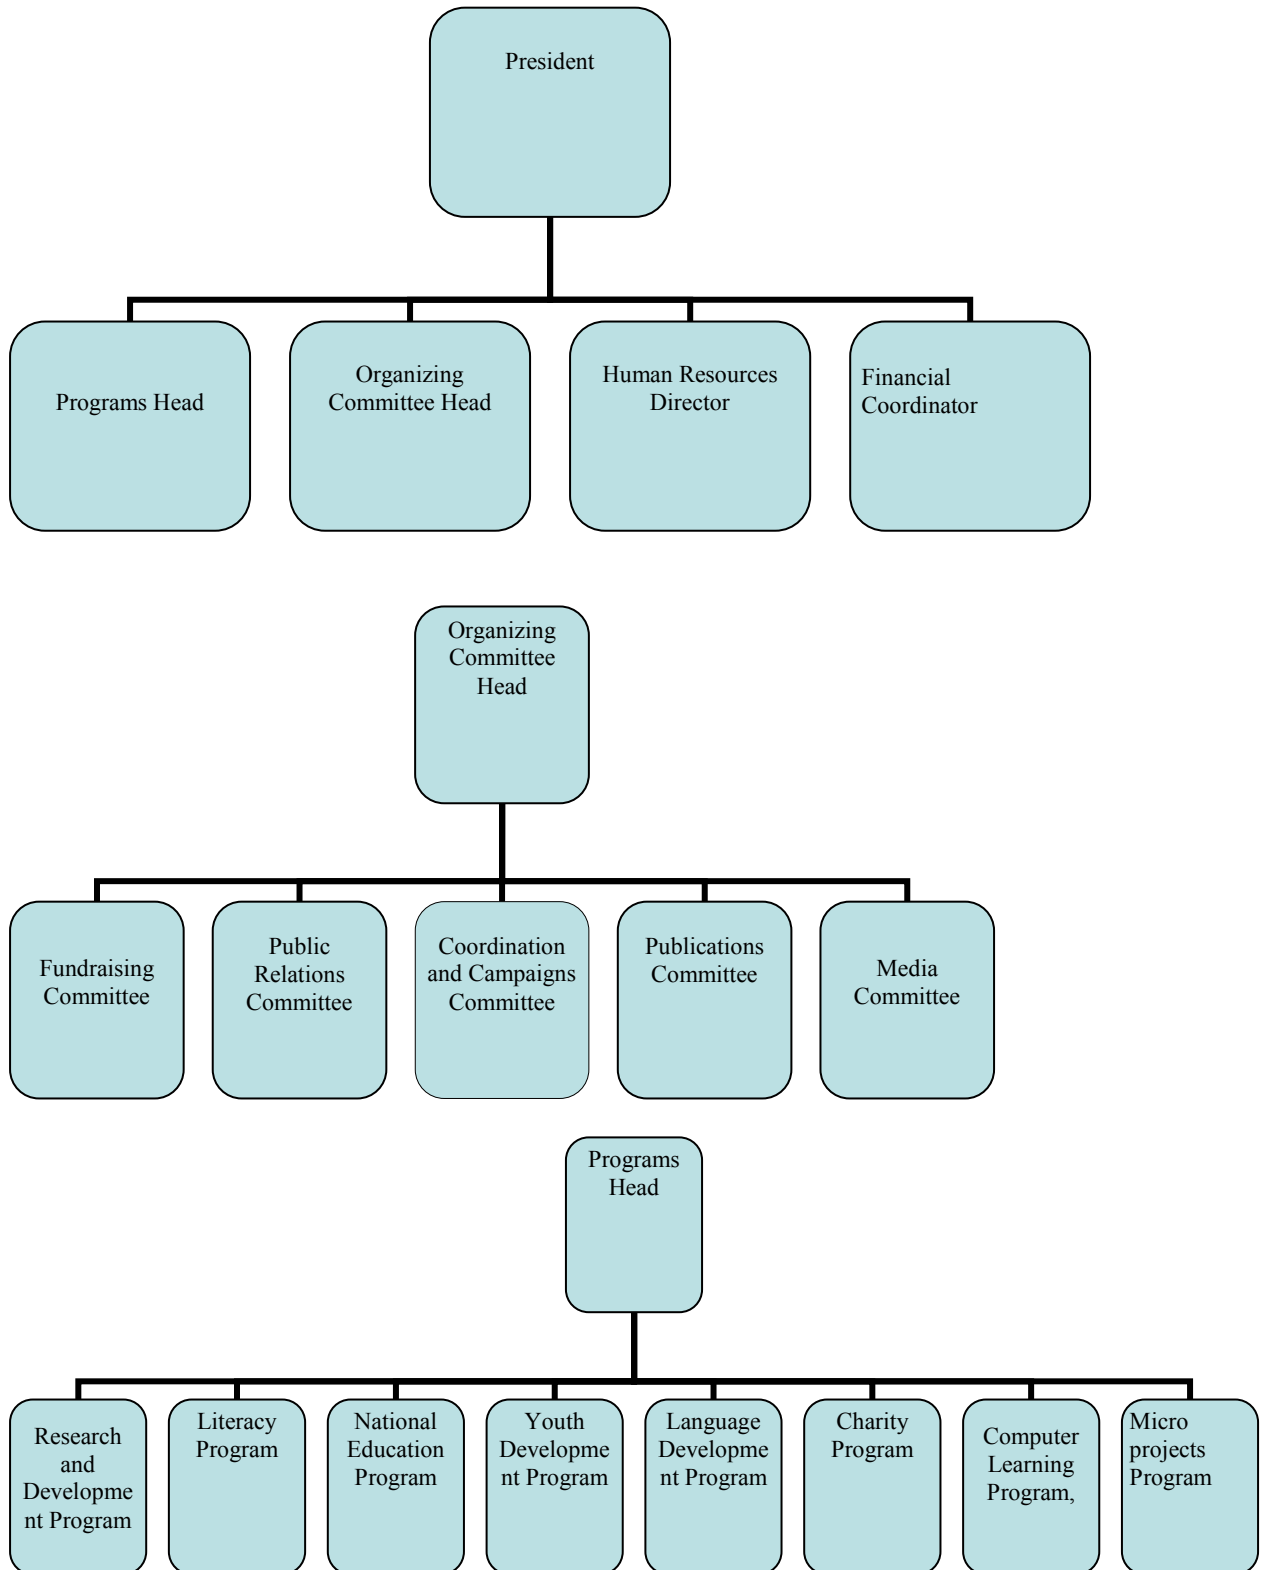 President
Programs Head
Organizing
Committee Head
Human Resources
Director
Financial
Coordinator
Organizing
Committee
Head
Fundraising
Committee
Public
Relations
Committee
Coordination
and Campaigns
Committee
Publications
Committee
Media
Committee
Programs
Head
Research
and
Developme
nt Program
Literacy
Program
National
Education
Program
Youth
Developme
nt Program
Language
Developme
nt Program
Charity
Program
Computer
Learning
Program,
Micro
projects
Program